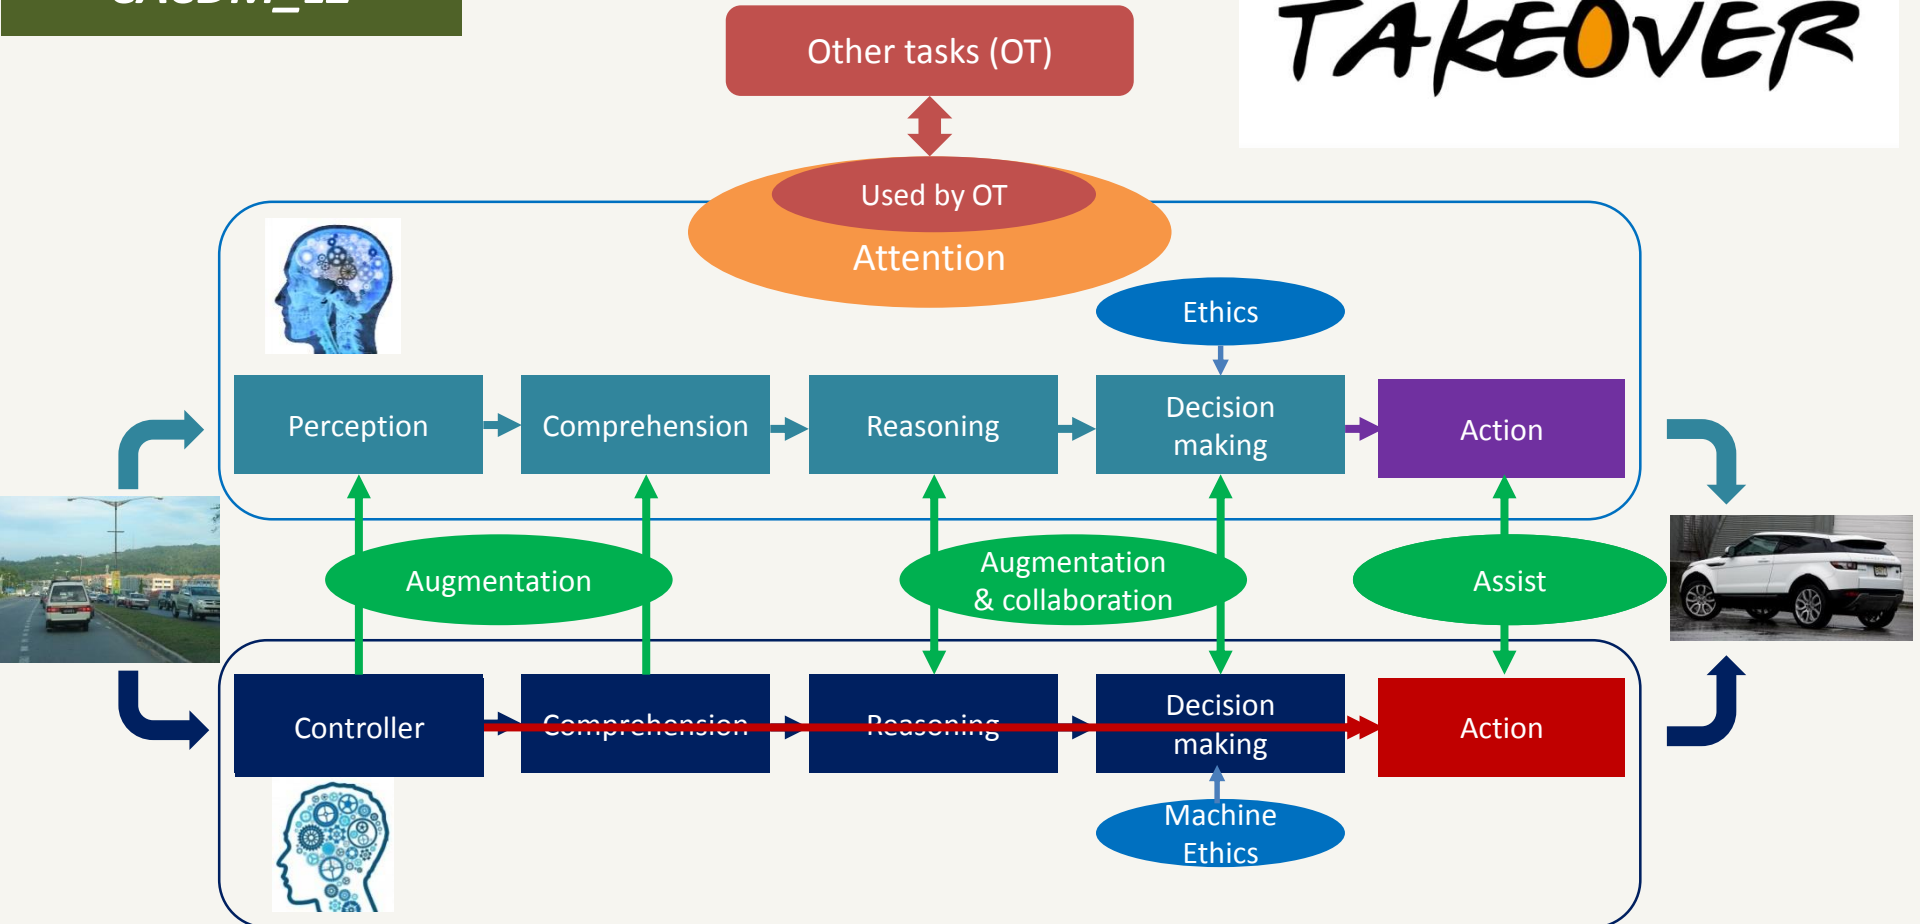 Other tasks (OT)
TAKEOVER
Used by OT
Attention
Ethics
Perception
Comprehension
Reasoning
Decision
making
Action
Augmentation
Augmentation
& collaboration
Assist
Controller
Comprehension
Reasoning
Decision
making
Action
Machine
Ethics